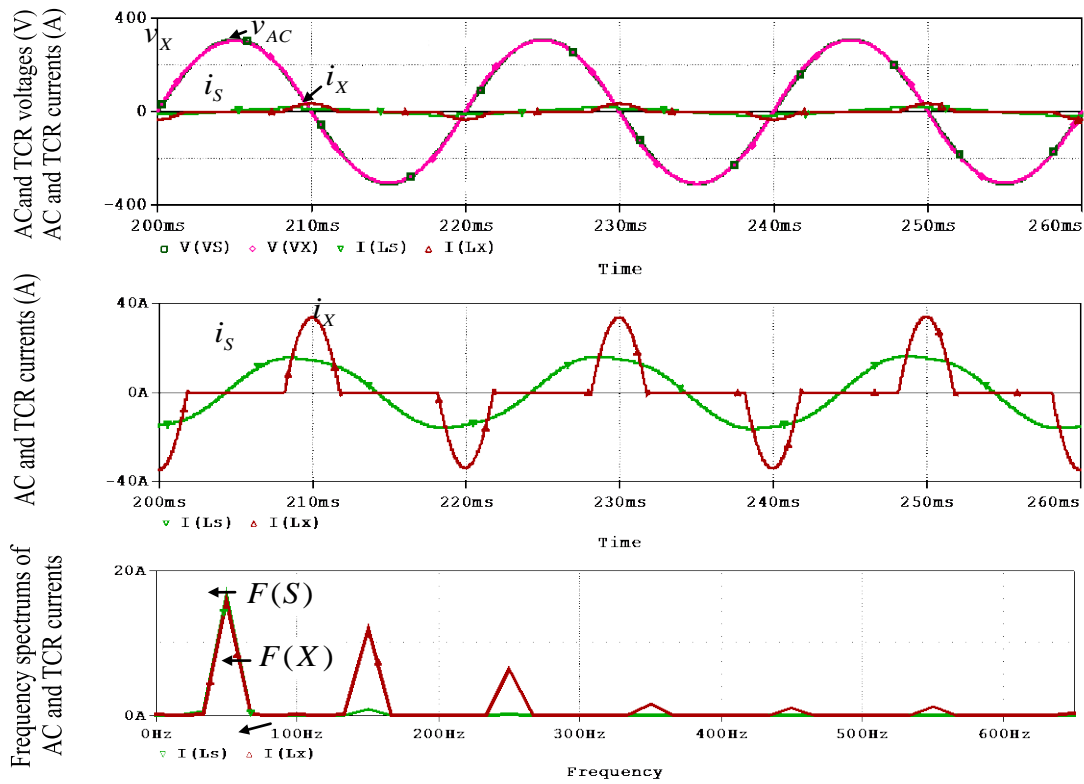 ACand TCR voltages (V)
AC and TCR currents (A)
400
0
-400
v_X
v_AC
i_S
i_X
200ms 210ms 220ms 230ms 240ms 250ms 260ms
V(VS) V(VX) I(Ls) I(Lx)
Time
AC and TCR currents (A)
40A
0A
-40A
i_S
i_X
200ms 210ms 220ms 230ms 240ms 250ms 260ms
I(Ls) I(Lx)
Time
Frequency spectrums of
AC and TCR currents
20A
0A
F(S)
F(X)
0Hz 100Hz 200Hz 300Hz 400Hz 500Hz 600Hz
I(Ls) I(Lx)
Frequency